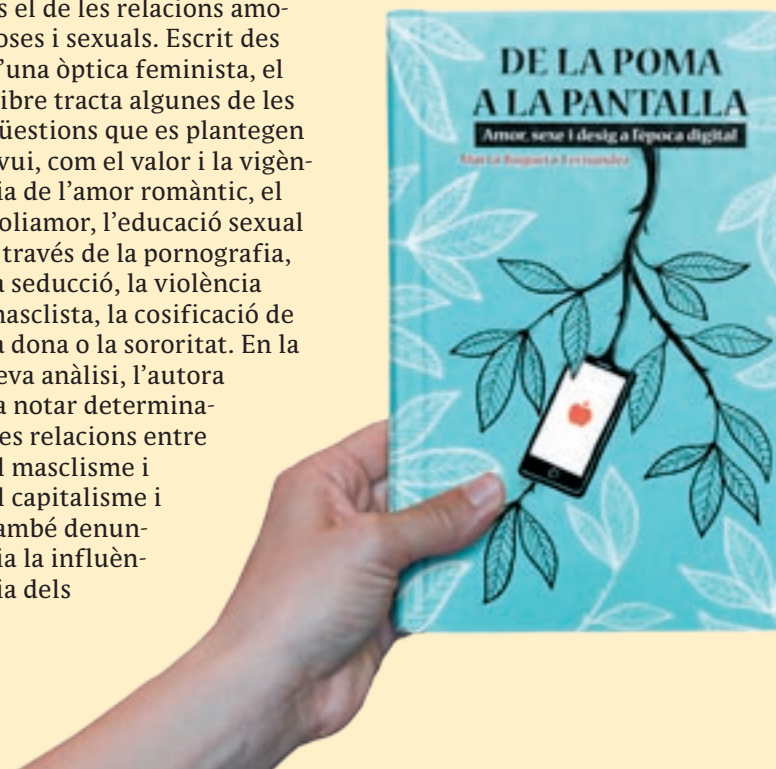 s el de les relacions amo-
oses i sexuals. Escrit des
’una òptica feminista, el
ibre tracta algunes de les
üestions que es plantegen
vui, com el valor i la vigèn-
ia de l’amor romàntic, el
oliamor, l’educació sexual
través de la pornografia,
a seducció, la violència
nasclista, la cosificació de
a dona o la sororitat. En la
eva anàlisi, l’autora
a notar determina-
es relacions entre
l masclisme i
l capitalisme i
ambé denun-
ia la influèn-
ia dels
DE LA POMA
A LA PANTALLA
Amor, sexe i desig a l’època digital
Marta Roqueta Fernàndez